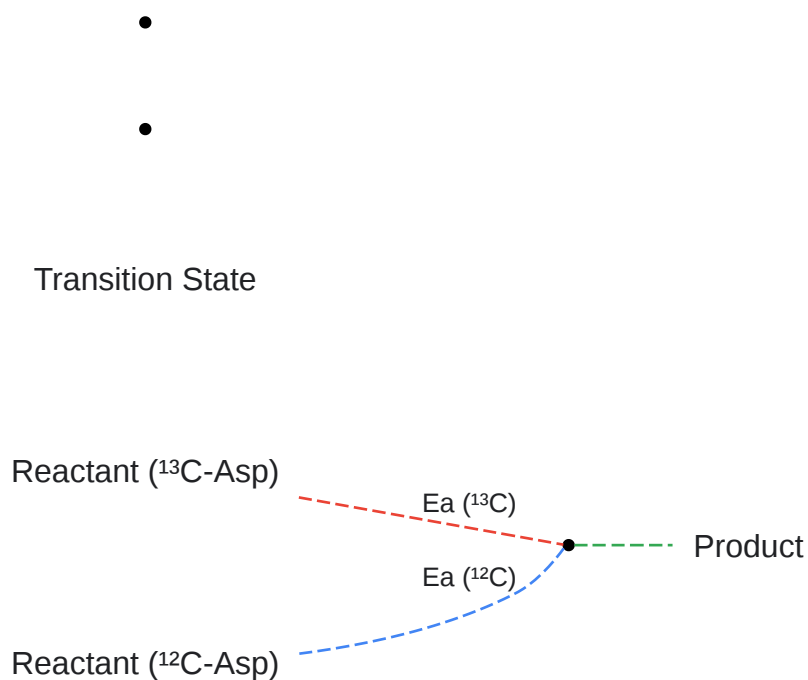 Transition State
Reactant (¹³C-Asp)
Ea (¹³C)
Product
Ea (¹²C)
Reactant (¹²C-Asp)